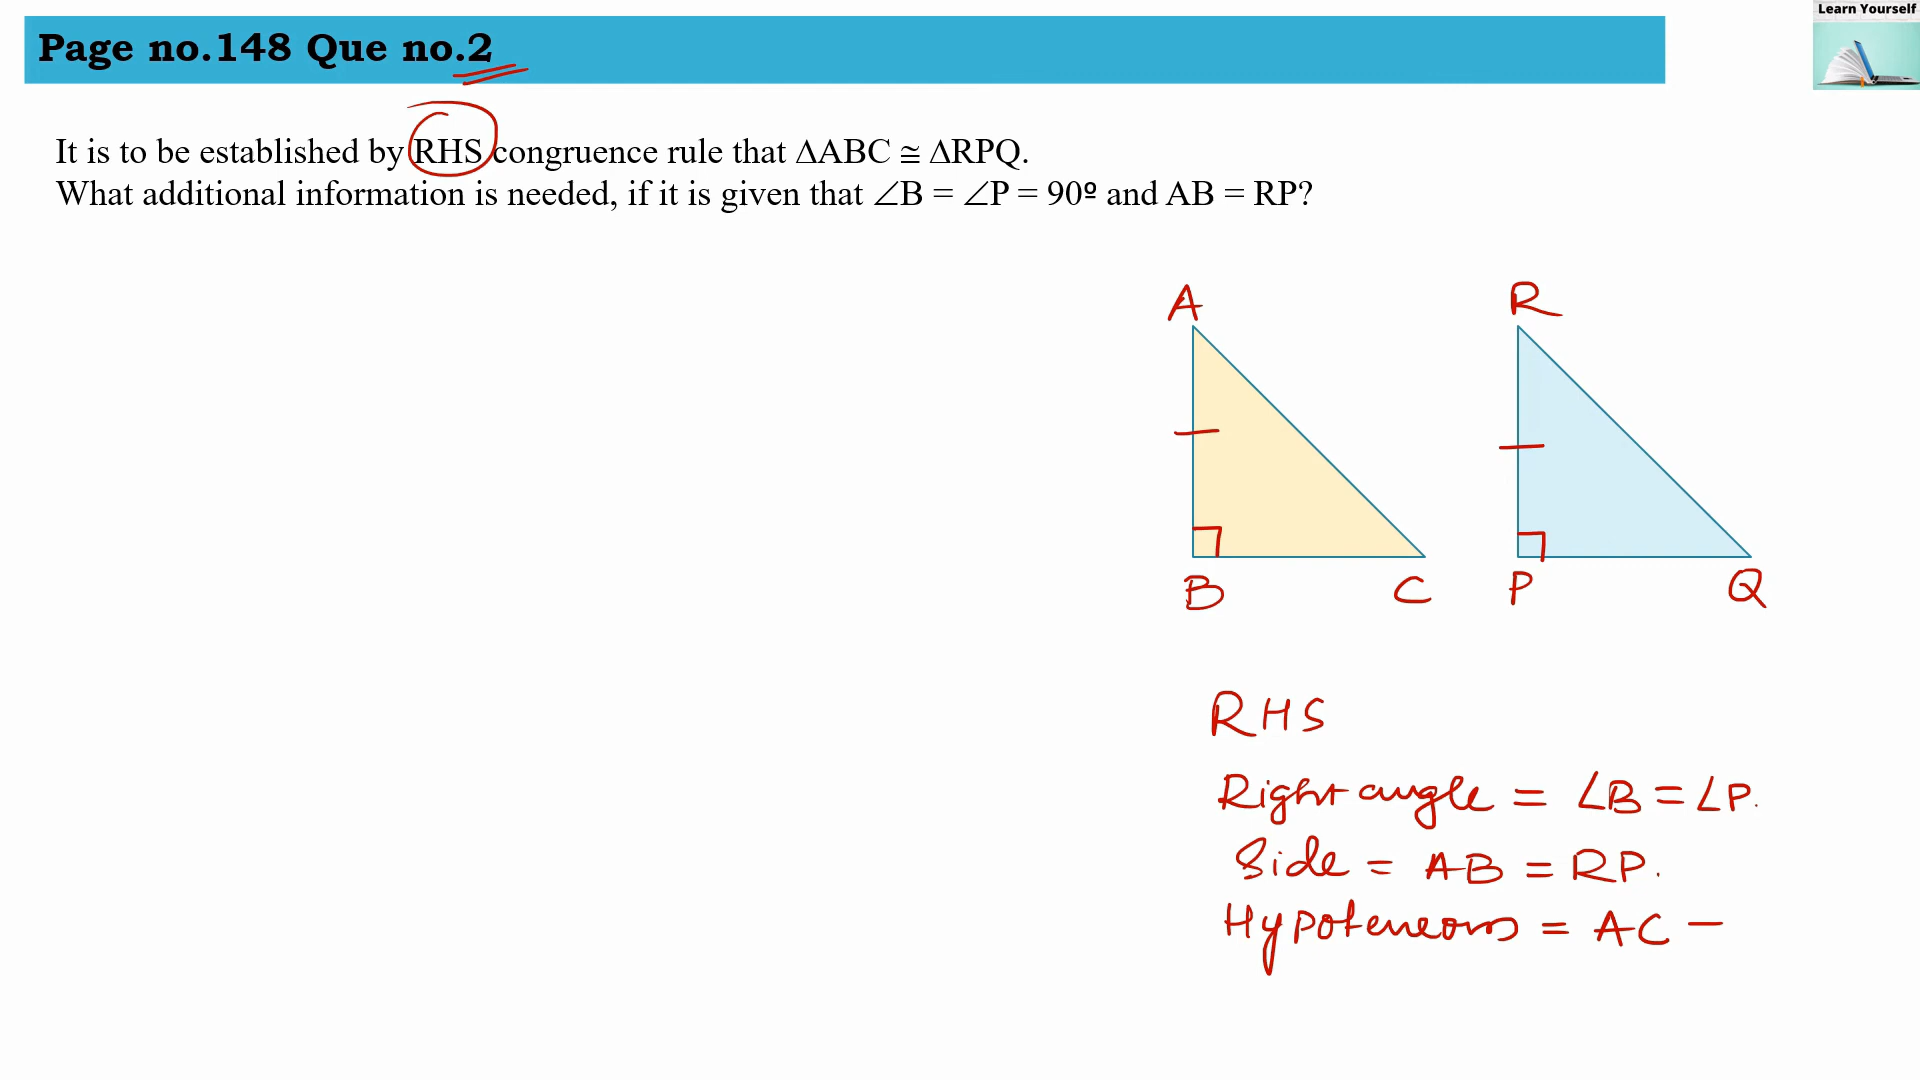 Learn Yourself
Page no.148 Que no.2
It is to be established by RHS congruence rule that ΔABC ≅ ΔRPQ.
What additional information is needed, if it is given that ∠B = ∠P = 90º and AB = RP?
A
R
B
C
P
Q
RHS
Right angle = ∠B = ∠P.
Side = AB = RP.
Hypoteneous = AC –